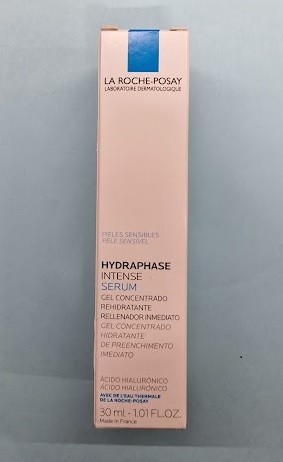 LA ROCHE-POSAY
LABORATOIRE DERMATOLOGIQUE
PIELES SENSIBLES
PELE SENSÍVEL
HYDRAPHASE
INTENSE
SERUM
GEL CONCENTRADO
REHIDRATANTE
RELLENADOR INMEDIATO
GEL CONCENTRADO
HIDRATANTE
DE PREENCHIMENTO
IMEDIATO
ÁCIDO HIALURÓNICO
ÁCIDO HIALURÓNICO
AVEC DE L'EAU THERMALE
DE LA ROCHE-POSAY
30 ml - 1.01 FL.OZ.
Made in France